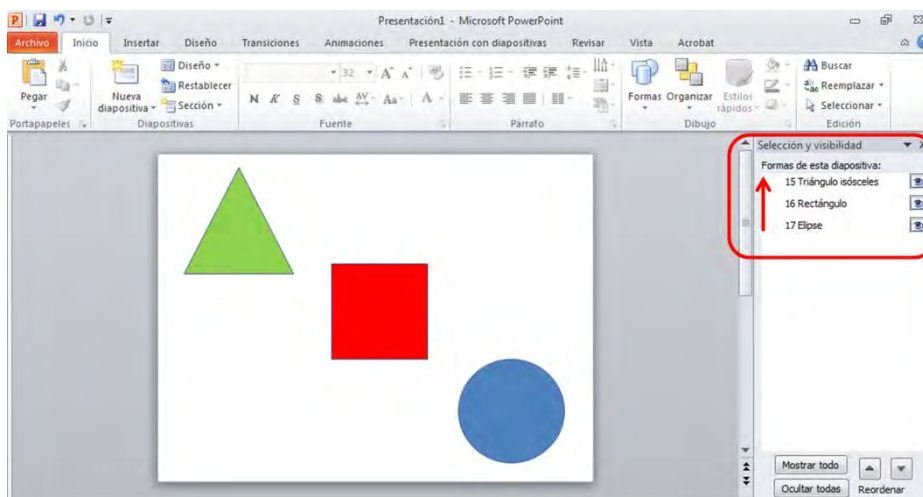 Presentación1 - Microsoft PowerPoint
Archivo Inicio Insertar Diseño Transiciones Animaciones Presentación con diapositivas Revisar Vista Acrobat
Pegar
Nueva diapositiva
Diseño
Restablecer
Sección
32
N K S S abc AV Aa A
Formas Organizar Estilos rápidos
Buscar
Reemplazar
Seleccionar
Portapapeles Diapositivas Fuente Párrafo Dibujo Edición
Selección y visibilidad
Formas de esta diapositiva:
15 Triángulo isósceles
16 Rectángulo
17 Elipse
Mostrar todo
Ocultar todas Reordenar